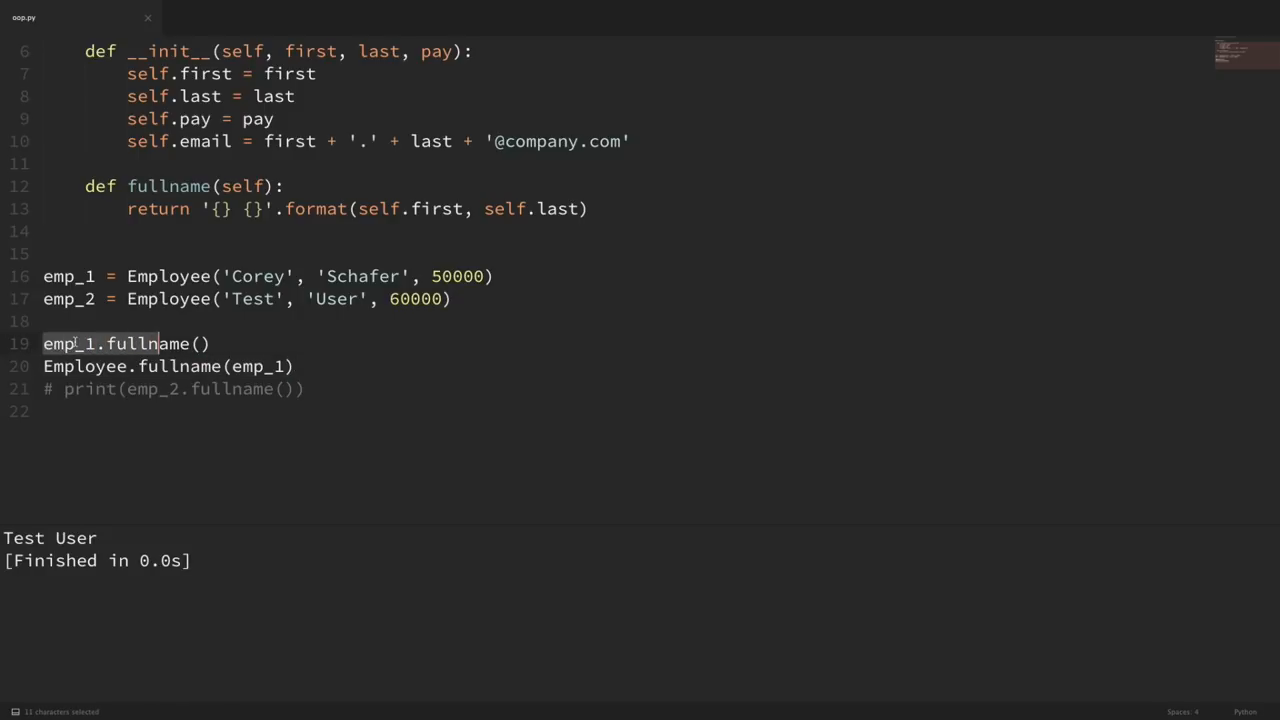 oop.py ×
6 def __init__(self, first, last, pay):
7 self.first = first
8 self.last = last
9 self.pay = pay
10 self.email = first + '.' + last + '@company.com'
11
12 def fullname(self):
13 return '{} {}'.format(self.first, self.last)
14
15
16 emp_1 = Employee('Corey', 'Schafer', 50000)
17 emp_2 = Employee('Test', 'User', 60000)
18
19 emp_1.fullname()
20 Employee.fullname(emp_1)
21 # print(emp_2.fullname())
22
Test User
[Finished in 0.0s]
11 characters selected Spaces: 4 Python